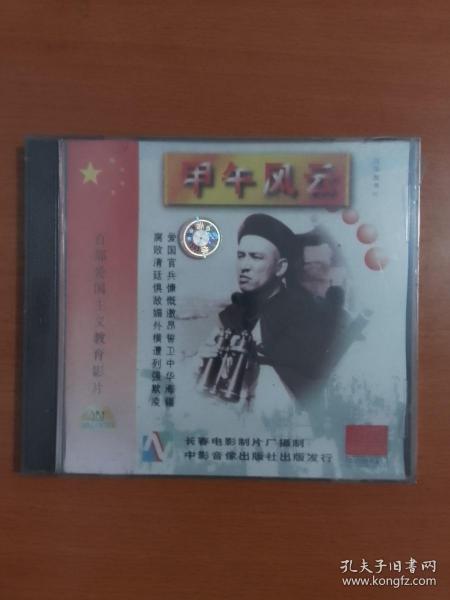 甲午风云
爱国官兵慷慨激昂誓卫中华海疆
腐败清廷惧敌媚外横遭列强欺凌
百部爱国主义教育影片
长春电影制片厂摄制
中影音像出版社出版发行
孔夫子旧书网
www.kongfz.com